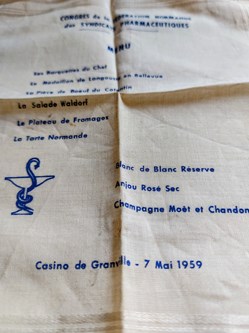 CONGRES de la FEDERATION NORMANDE
des SYNDICATS PHARMACEUTIQUES
MENU
Les Barquettes du Chef
Le Médaillon de Langouste en Bellevue
La Pièce de Boeuf du Cotentin
La Salade Waldorf
Le Plateau de Fromages
La Tarte Normande
Blanc de Blanc Réserve
Anjou Rosé Sec
Champagne Moët et Chandon
Casino de Granville - 7 Mai 1959